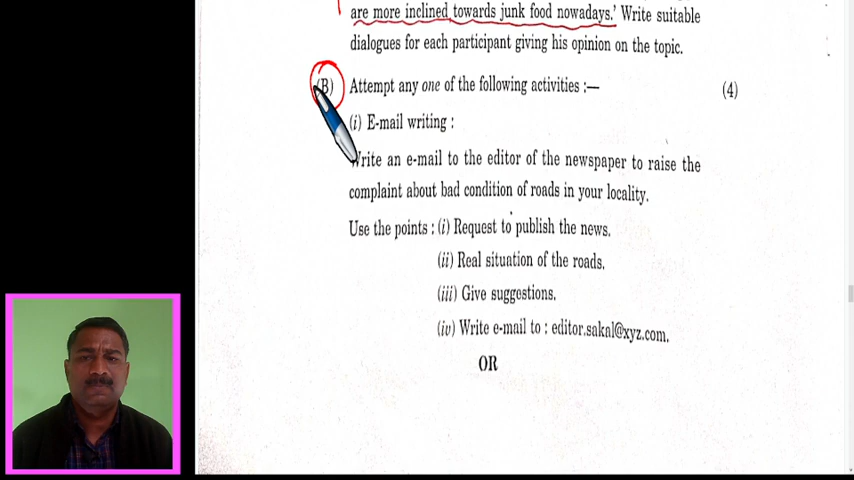 are more inclined towards junk food nowadays.' Write suitable
dialogues for each participant giving his opinion on the topic.
(B) Attempt any one of the following activities :— (4)
(i) E-mail writing :
Write an e-mail to the editor of the newspaper to raise the
complaint about bad condition of roads in your locality.
Use the points : (i) Request to publish the news.
(ii) Real situation of the roads.
(iii) Give suggestions.
(iv) Write e-mail to : editor.sakal@xyz.com.
OR